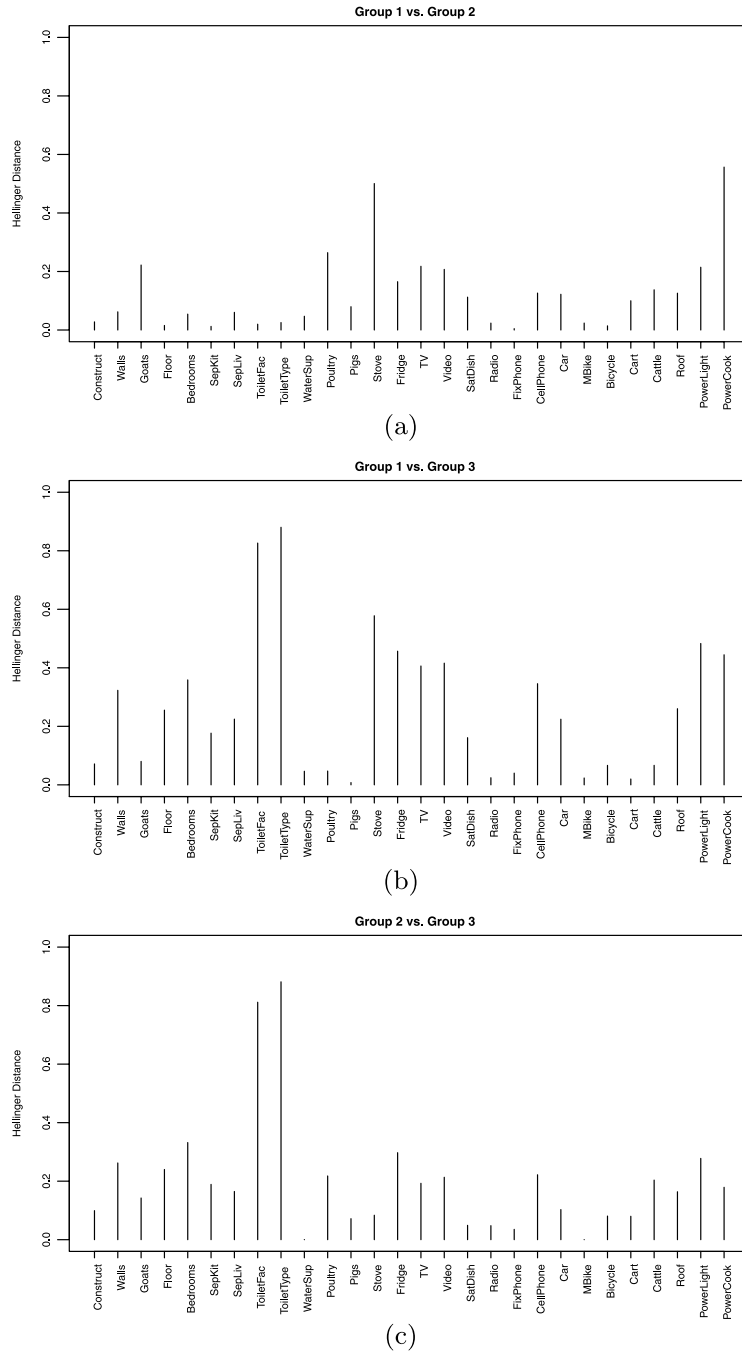 Group 1 vs. Group 2
Hellinger Distance
0.0 0.2 0.4 0.6 0.8 1.0
Construct Walls Goats Floor Bedrooms SepKit SepLiv ToiletFac ToiletType WaterSup Poultry Pigs Stove Fridge TV Video SatDish Radio FixPhone CellPhone Car MBike Bicycle Cart Cattle Roof PowerLight PowerCook
(a)
Group 1 vs. Group 3
Hellinger Distance
0.0 0.2 0.4 0.6 0.8 1.0
Construct Walls Goats Floor Bedrooms SepKit SepLiv ToiletFac ToiletType WaterSup Poultry Pigs Stove Fridge TV Video SatDish Radio FixPhone CellPhone Car MBike Bicycle Cart Cattle Roof PowerLight PowerCook
(b)
Group 2 vs. Group 3
Hellinger Distance
0.0 0.2 0.4 0.6 0.8 1.0
Construct Walls Goats Floor Bedrooms SepKit SepLiv ToiletFac ToiletType WaterSup Poultry Pigs Stove Fridge TV Video SatDish Radio FixPhone CellPhone Car MBike Bicycle Cart Cattle Roof PowerLight PowerCook
(c)